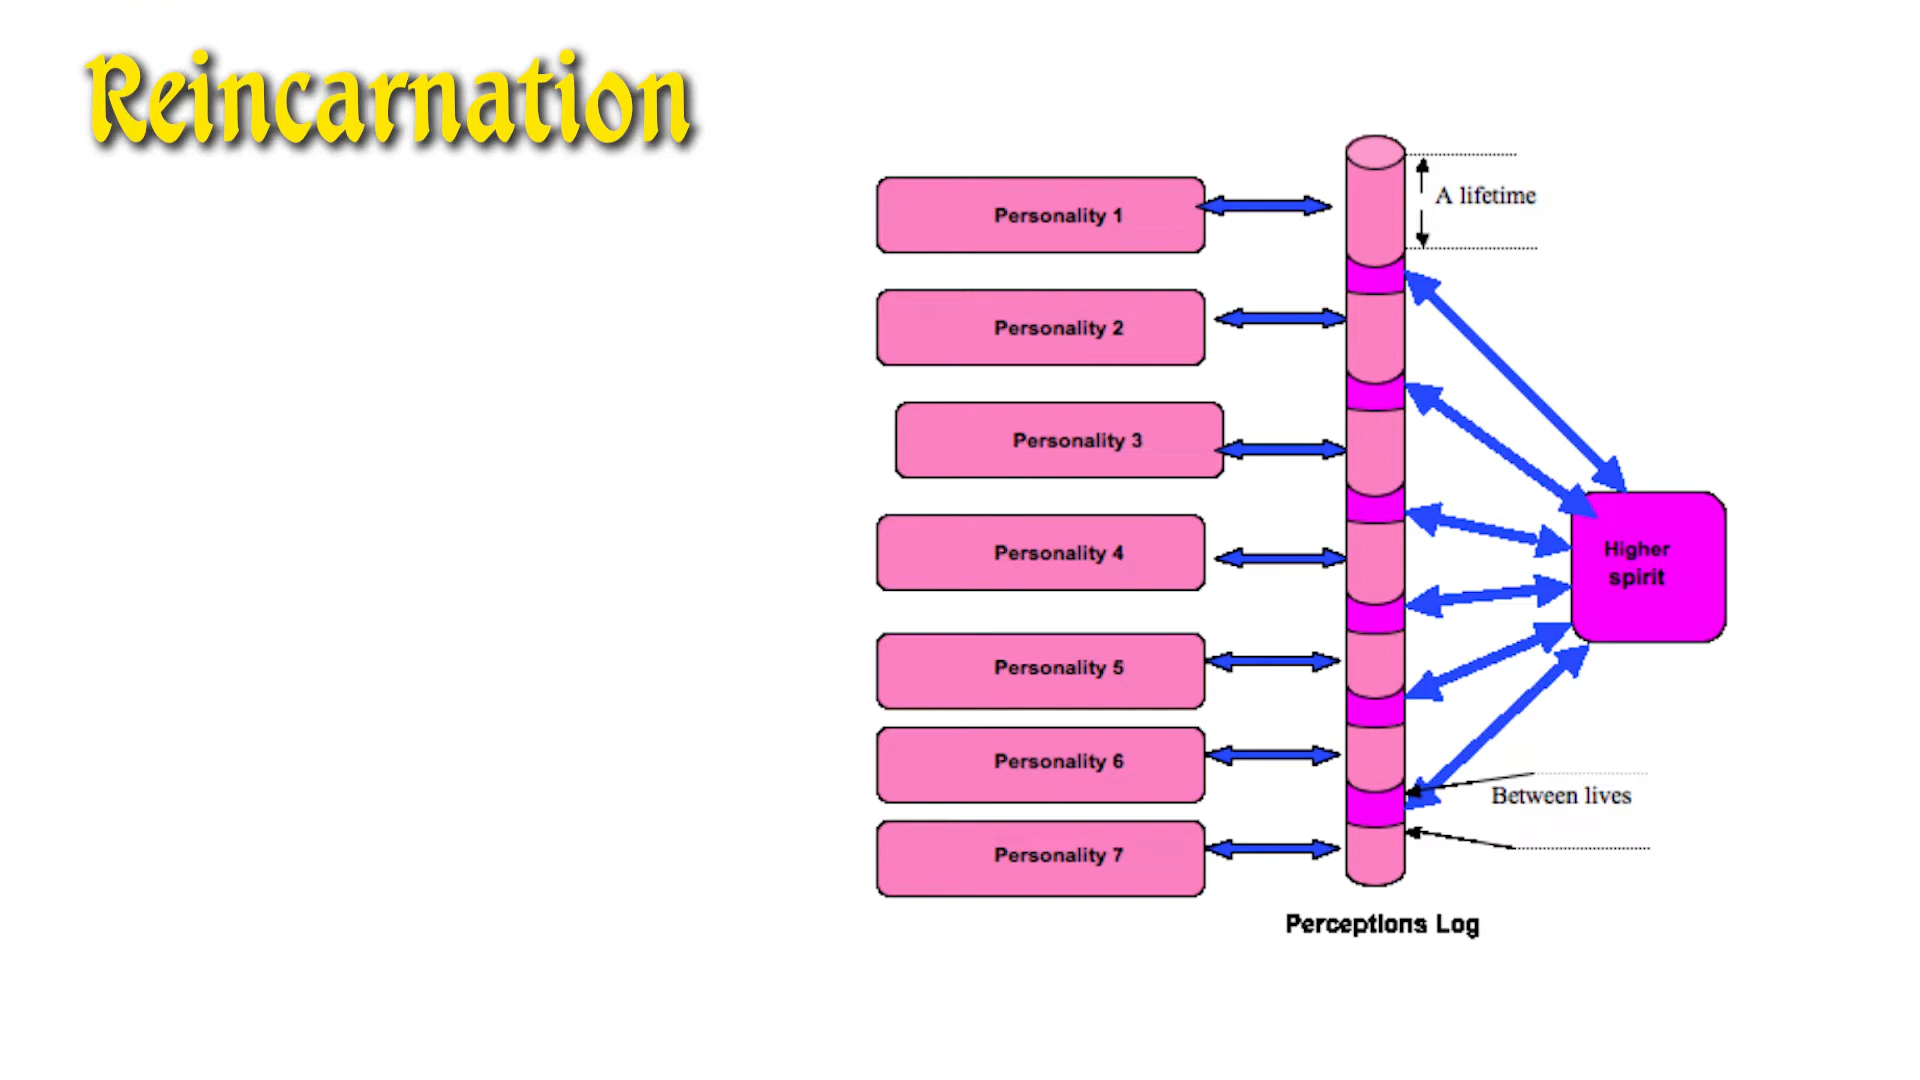 Reincarnation
A lifetime
Personality 1
Personality 2
Personality 3
Personality 4
Higher
spirit
Personality 5
Personality 6
Between lives
Personality 7
Perceptions Log